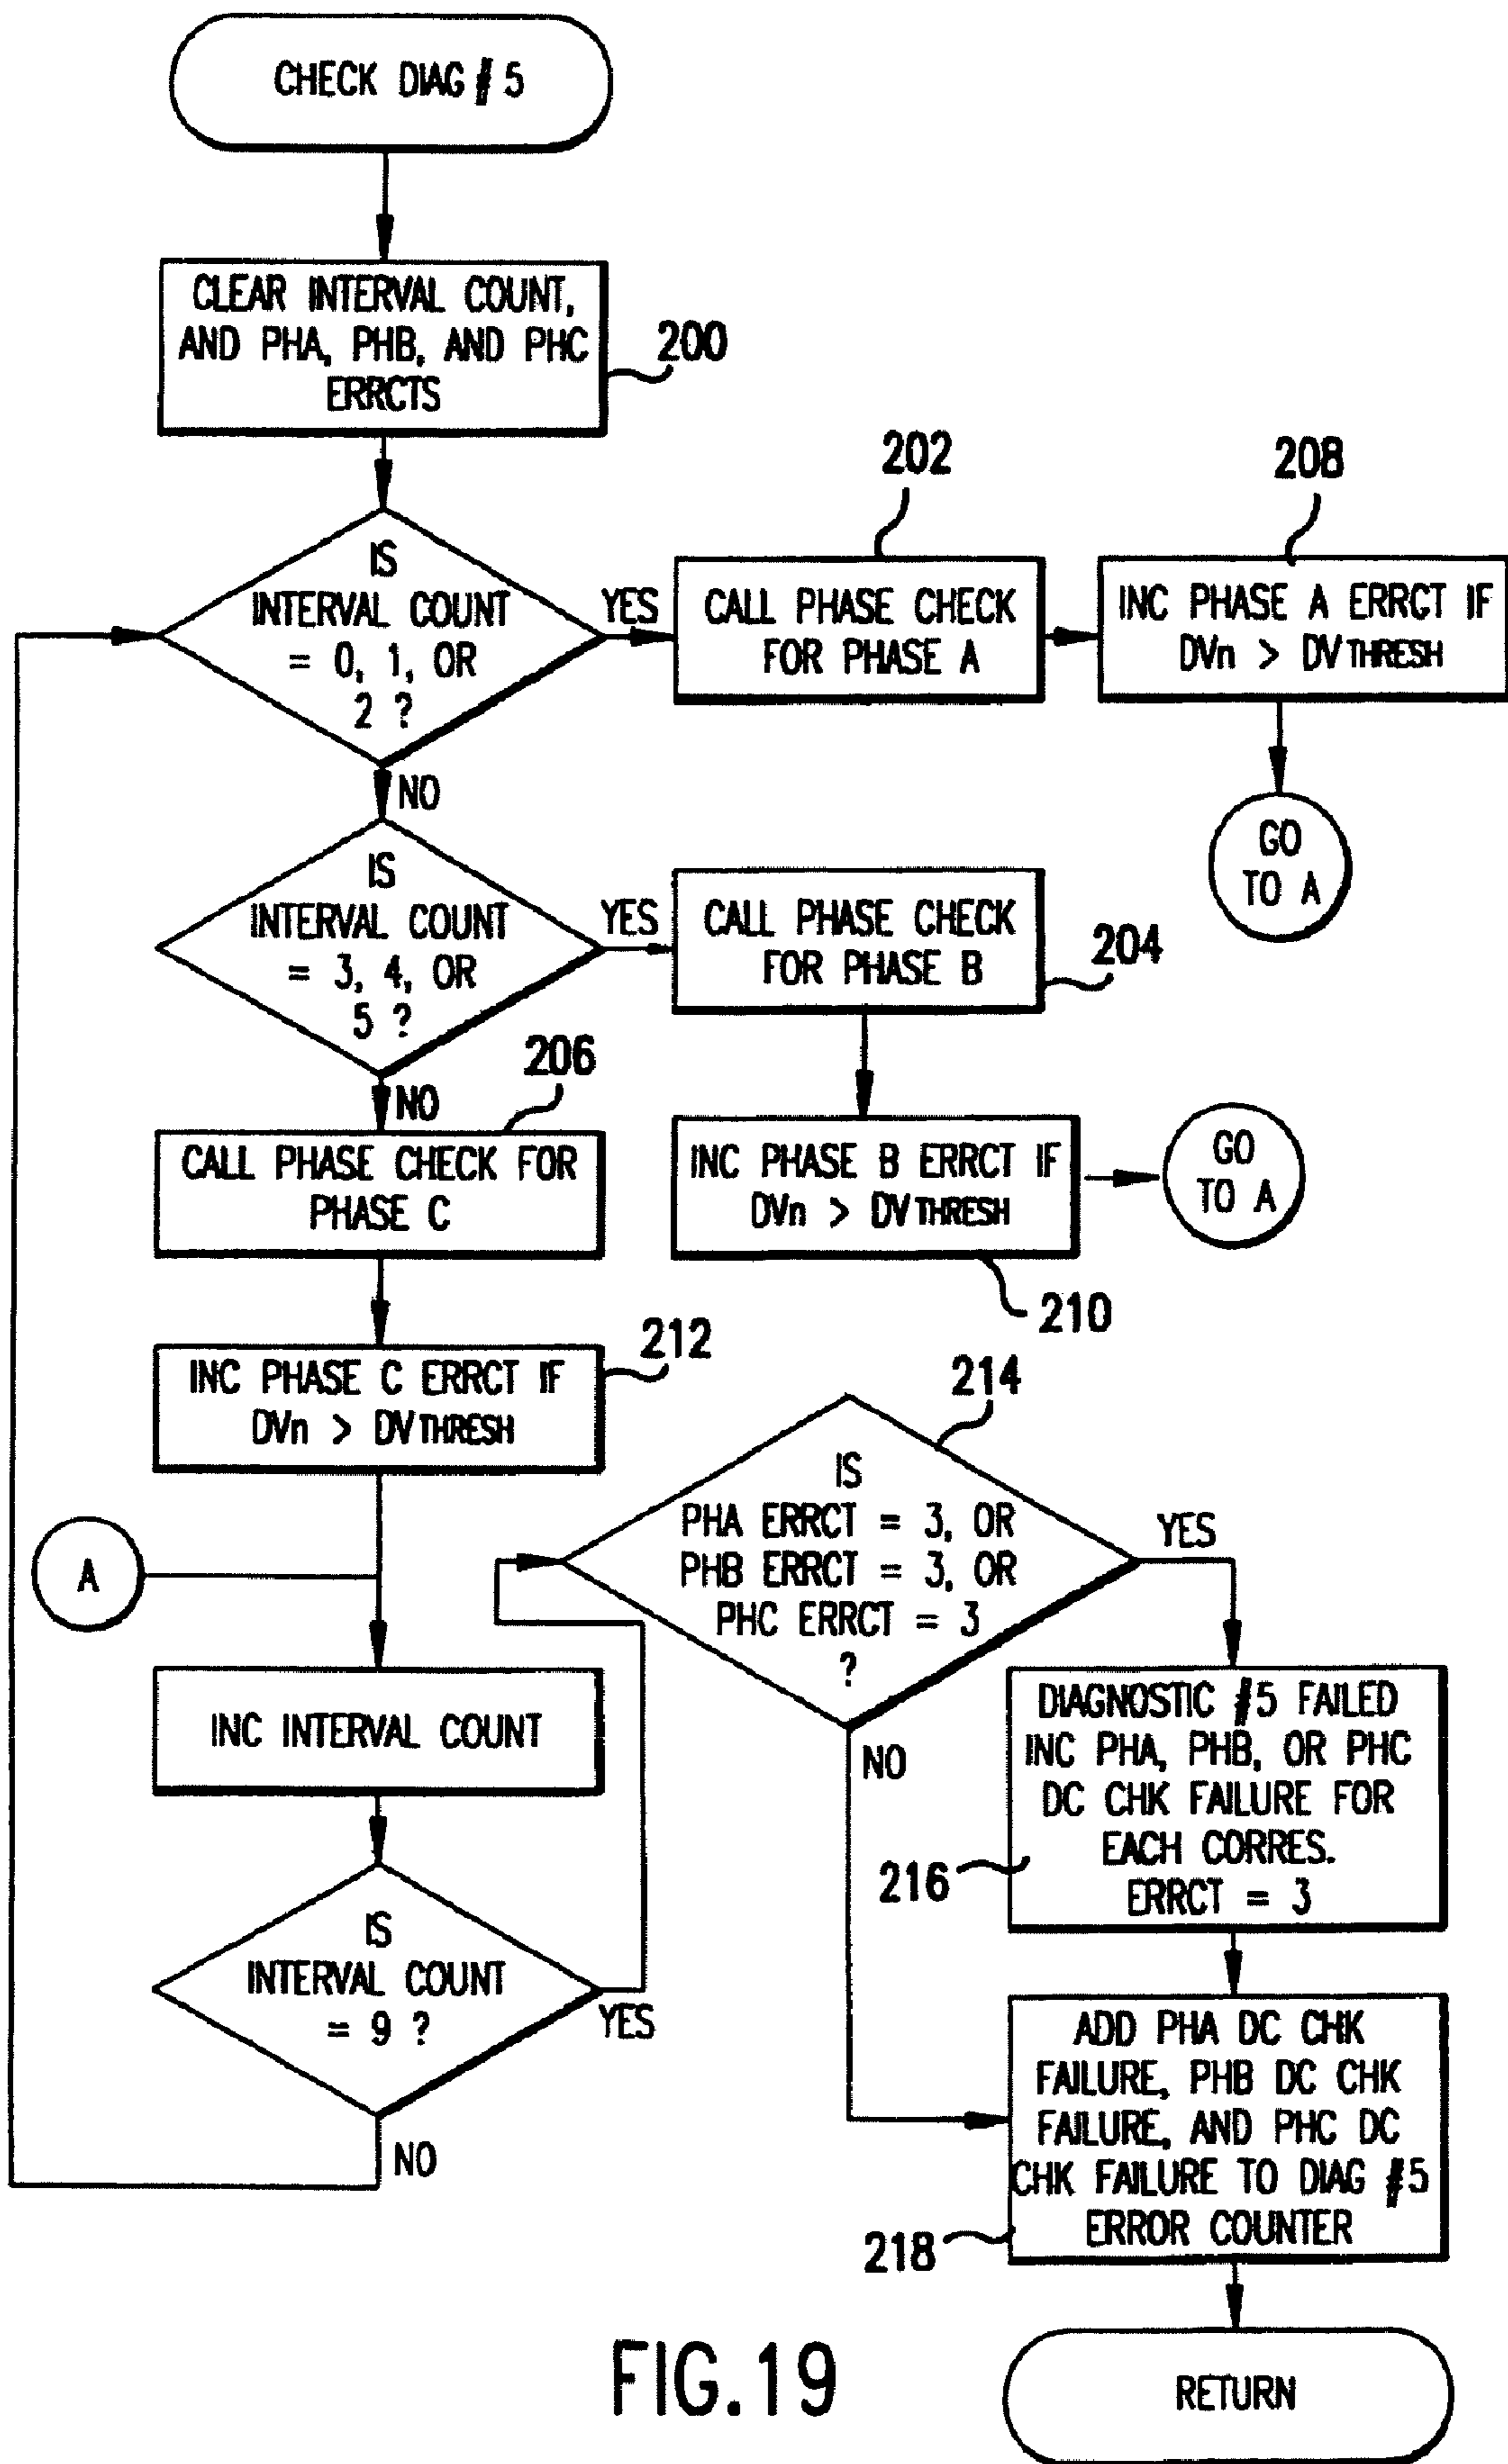 CHECK DIAG #5
CLEAR INTERVAL COUNT,
AND PHA, PHB, AND PHC
ERRCTS
200
IS
INTERVAL COUNT
= 0, 1, OR
2 ?
YES
202
CALL PHASE CHECK
FOR PHASE A
208
INC PHASE A ERRCT IF
DVn > DVTHRESH
GO
TO A
NO
IS
INTERVAL COUNT
= 3, 4, OR
5 ?
YES
CALL PHASE CHECK
FOR PHASE B
204
NO
206
CALL PHASE CHECK FOR
PHASE C
INC PHASE B ERRCT IF
DVn > DVTHRESH
210
GO
TO A
INC PHASE C ERRCT IF
DVn > DVTHRESH
212
A
INC INTERVAL COUNT
IS
INTERVAL COUNT
= 9 ?
YES
NO
214
IS
PHA ERRCT = 3, OR
PHB ERRCT = 3, OR
PHC ERRCT = 3
?
YES
NO
DIAGNOSTIC #5 FAILED
INC PHA, PHB, OR PHC
DC CHK FAILURE FOR
EACH CORRES.
ERRCT = 3
216
ADD PHA DC CHK
FAILURE, PHB DC CHK
FAILURE, AND PHC DC
CHK FAILURE TO DIAG #5
ERROR COUNTER
218
RETURN
FIG.19